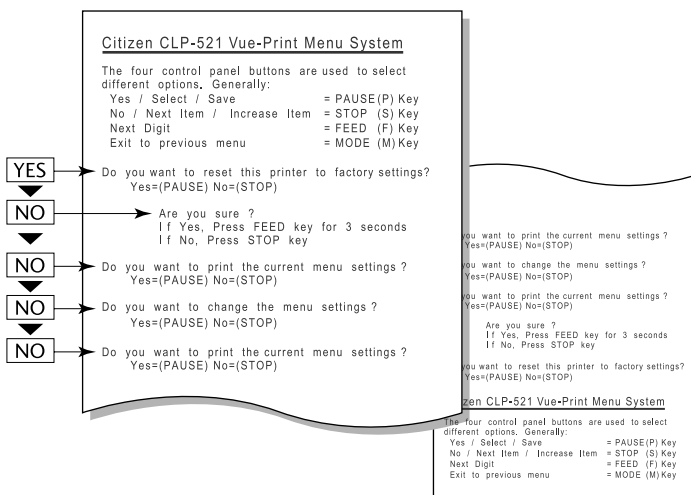 Citizen CLP-521 Vue-Print Menu System
The four control panel buttons are used to select
different options. Generally:
Yes / Select / Save = PAUSE(P) Key
No / Next Item / Increase Item = STOP (S) Key
Next Digit = FEED (F) Key
Exit to previous menu = MODE (M) Key
YES
Do you want to reset this printer to factory settings?
Yes=(PAUSE) No=(STOP)
NO
Are you sure ?
If Yes, Press FEED key for 3 seconds
If No, Press STOP key
NO
Do you want to print the current menu settings ?
Yes=(PAUSE) No=(STOP)
NO
Do you want to change the menu settings ?
Yes=(PAUSE) No=(STOP)
NO
Do you want to print the current menu settings ?
Yes=(PAUSE) No=(STOP)
you want to print the current menu settings ?
Yes=(PAUSE) No=(STOP)
you want to change the menu settings ?
Yes=(PAUSE) No=(STOP)
you want to print the current menu settings ?
Yes=(PAUSE) No=(STOP)
Are you sure ?
If Yes, Press FEED key for 3 seconds
If No, Press STOP key
you want to reset this printer to factory settings?
Yes=(PAUSE) No=(STOP)
zen CLP-521 Vue-Print Menu System
The four control panel buttons are used to select
different options. Generally:
Yes / Select / Save = PAUSE(P) Key
No / Next Item / Increase Item = STOP (S) Key
Next Digit = FEED (F) Key
Exit to previous menu = MODE (M) Key